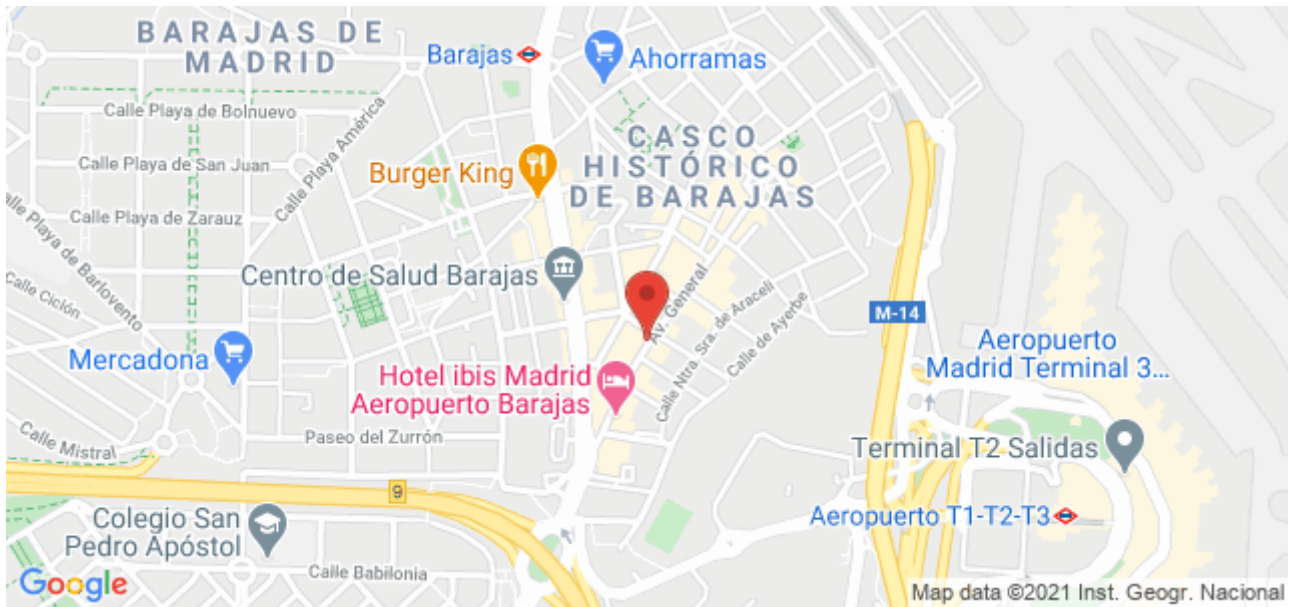 BARAJAS DE
MADRID
Barajas
Ahorramas
Calle Playa de Bolnuevo
Calle Playa América
CASCO
HISTÓRICO
DE BARAJAS
Calle Playa de San Juan
Burger King
Calle Playa de Zarauz
Calle Playa de Barlovento
Centro de Salud Barajas
Calle Ciclón
Av. General
Calle Ntra. Sra. de Araceli
Calle de Ayerbe
M-14
Mercadona
Aeropuerto
Madrid Terminal 3...
Hotel ibis Madrid
Aeropuerto Barajas
Calle Mistral
Paseo del Zurrón
Terminal T2 Salidas
9
Colegio San
Pedro Apóstol
Aeropuerto T1-T2-T3
Calle Babilonia
Google
Map data ©2021 Inst. Geogr. Nacional